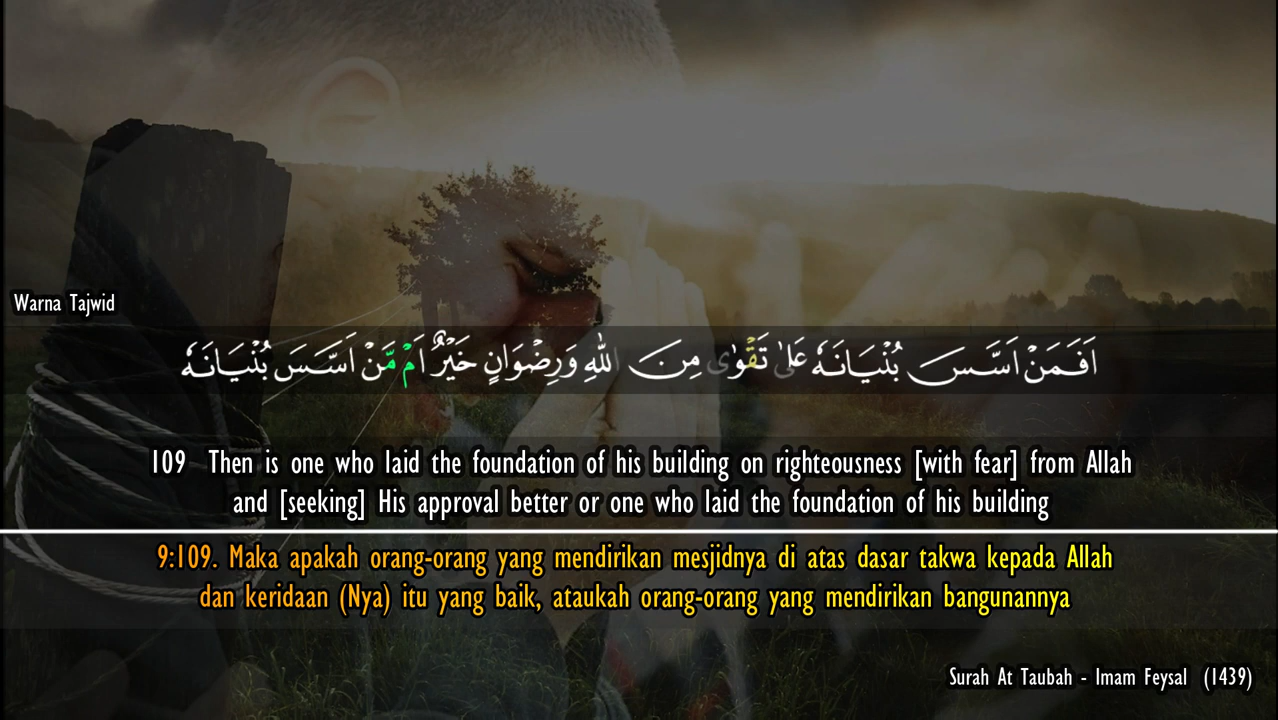 Warna Tajwid
اَفَمَنْ اَسَّسَ بُنْيَانَهٗ عَلٰى تَقْوٰى مِنَ اللّٰهِ وَرِضْوَانٍ خَيْرٌ اَمْ مَّنْ اَسَّسَ بُنْيَانَهٗ
109 Then is one who laid the foundation of his building on righteousness [with fear] from Allah
and [seeking] His approval better or one who laid the foundation of his building
9:109. Maka apakah orang-orang yang mendirikan mesjidnya di atas dasar takwa kepada Allah
dan keridaan (Nya) itu yang baik, ataukah orang-orang yang mendirikan bangunannya
Surah At Taubah - Imam Feysal (1439)